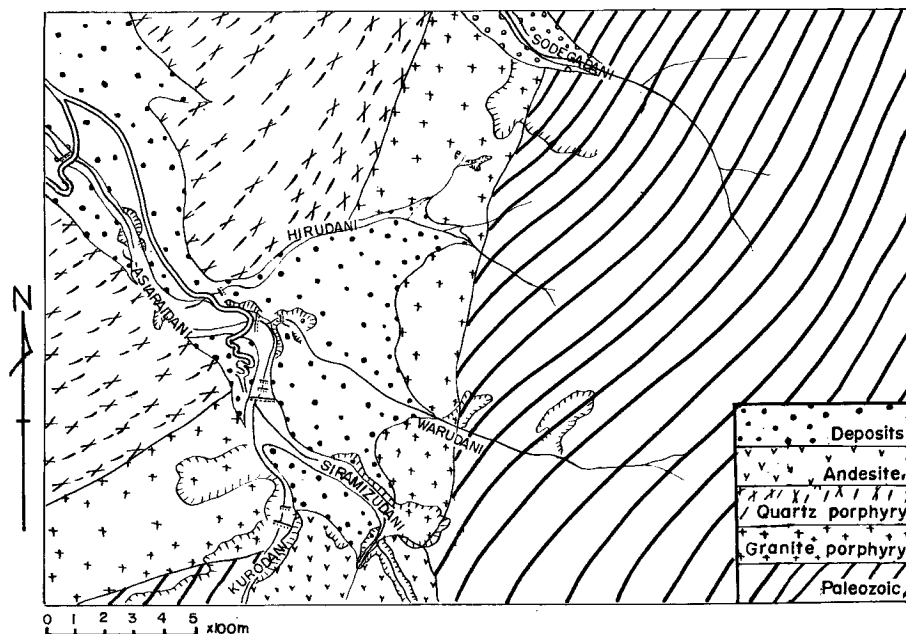 SODEGADANI
HIRUDANI
ASIARAIDANI
WARUDANI
SIRAMIZUDANI
KURODANI
N
Deposits
Andesite
Quartz porphyry
Granite porphyry
Paleozoic
0 1 2 3 4 5 x100m